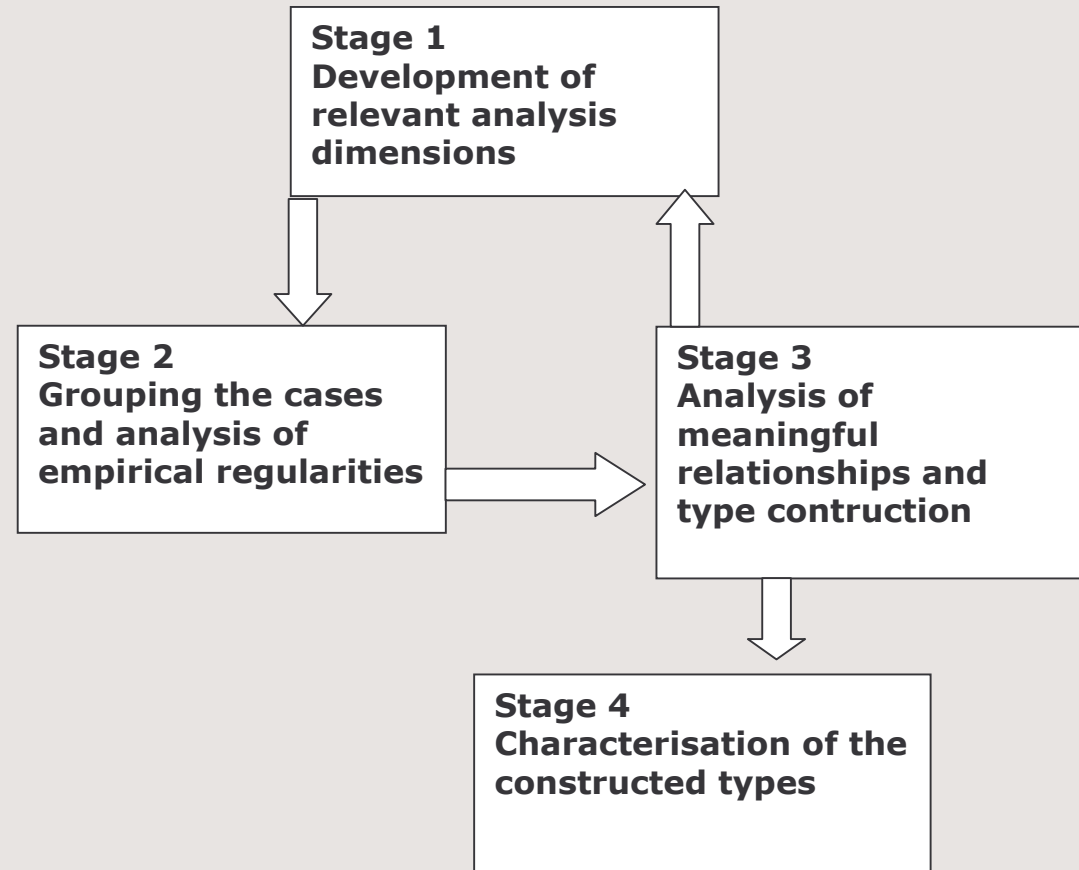 Stage 1
Development of
relevant analysis
dimensions
Stage 2
Grouping the cases
and analysis of
empirical regularities
Stage 3
Analysis of
meaningful
relationships and
type contruction
Stage 4
Characterisation of the
constructed types